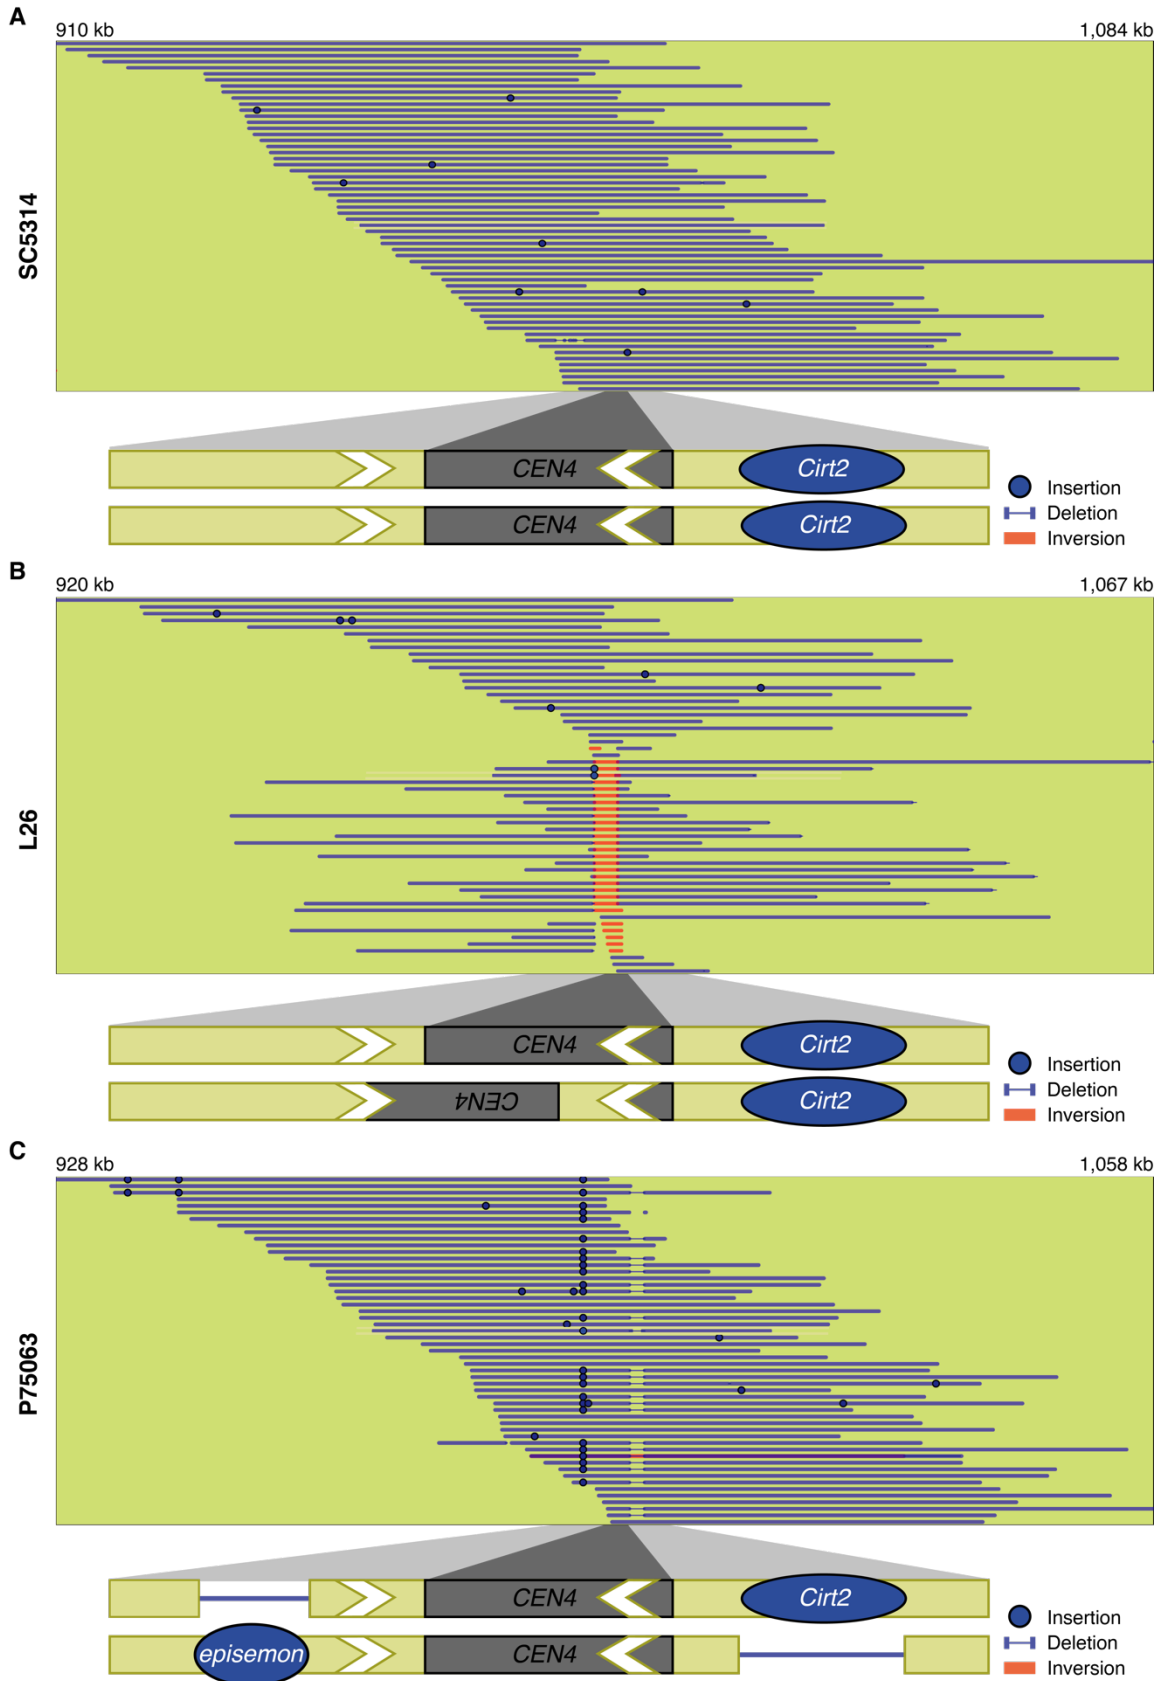 A
910 kb 1,084 kb
SC5314
CEN4 Cirt2
CEN4 Cirt2
Insertion
Deletion
Inversion
B
920 kb 1,067 kb
L26
CEN4 Cirt2
CEN4 Cirt2
Insertion
Deletion
Inversion
C
928 kb 1,058 kb
P75063
CEN4 Cirt2
episemon CEN4
Insertion
Deletion
Inversion